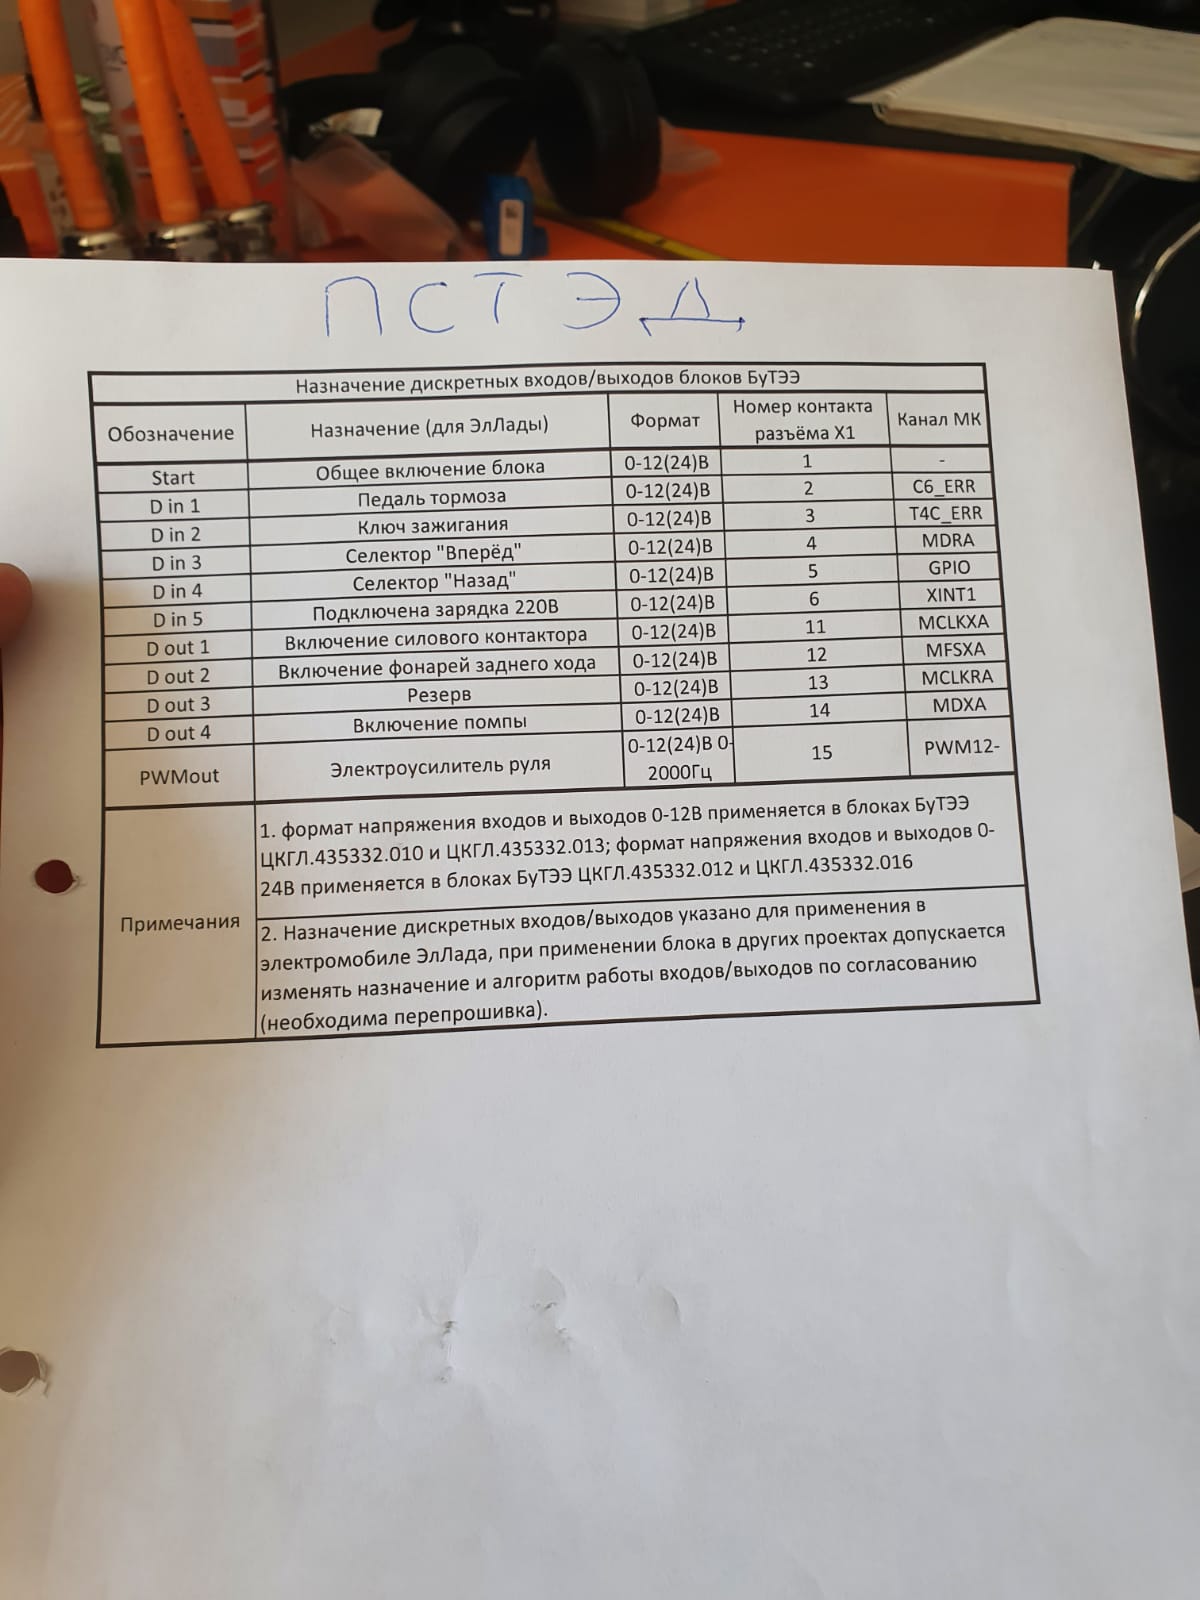 ПСТЭД
Назначение дискретных входов/выходов блоков БуТЭЭ
Обозначение Назначение (для ЭлЛады) Формат Номер контакта разъёма X1 Канал МК
Start Общее включение блока 0-12(24)В 1 -
D in 1 Педаль тормоза 0-12(24)В 2 C6_ERR
D in 2 Ключ зажигания 0-12(24)В 3 T4C_ERR
D in 3 Селектор "Вперёд" 0-12(24)В 4 MDRA
D in 4 Селектор "Назад" 0-12(24)В 5 GPIO
D in 5 Подключена зарядка 220В 0-12(24)В 6 XINT1
D out 1 Включение силового контактора 0-12(24)В 11 MCLKXA
D out 2 Включение фонарей заднего хода 0-12(24)В 12 MFSXA
D out 3 Резерв 0-12(24)В 13 MCLKRA
D out 4 Включение помпы 0-12(24)В 14 MDXA
PWMout Электроусилитель руля 0-12(24)В 0-2000Гц 15 PWM12-
Примечания
1. формат напряжения входов и выходов 0-12В применяется в блоках БуТЭЭ
ЦКГЛ.435332.010 и ЦКГЛ.435332.013; формат напряжения входов и выходов 0-
24В применяется в блоках БуТЭЭ ЦКГЛ.435332.012 и ЦКГЛ.435332.016
2. Назначение дискретных входов/выходов указано для применения в
электромобиле ЭлЛада, при применении блока в других проектах допускается
изменять назначение и алгоритм работы входов/выходов по согласованию
(необходима перепрошивка).